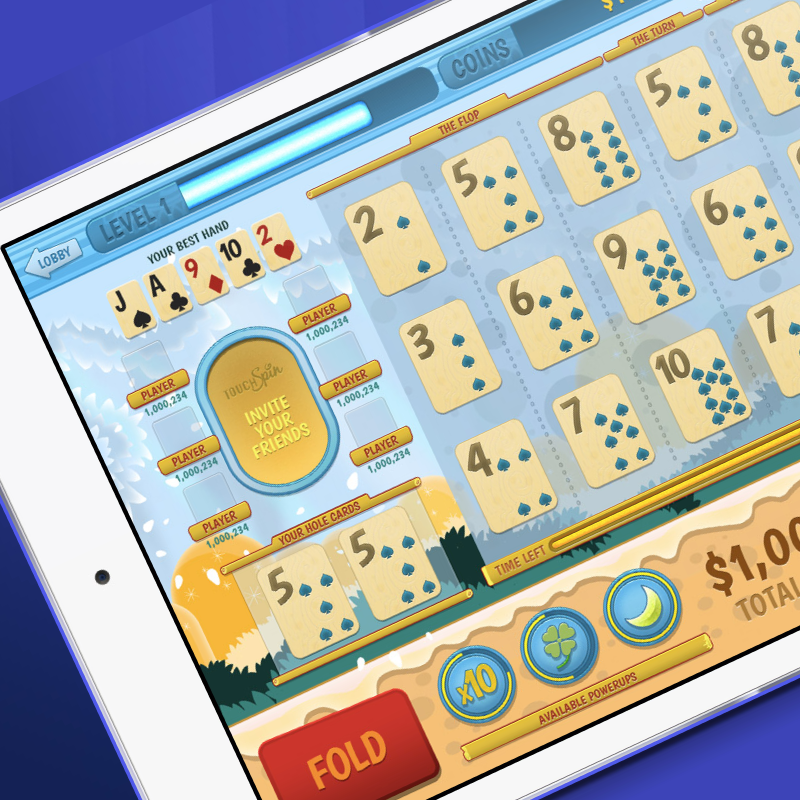 $1
COINS
THE TURN
THE FLOP
LEVEL 1
LOBBY
YOUR BEST HAND
J A 9 10 2
2 5 8 5 8
3 6 9 6
4 7 10 7
PLAYER
1,000,234
PLAYER
1,000,234
PLAYER
1,000,234
PLAYER
1,000,234
PLAYER
1,000,234
PLAYER
1,000,234
TOUCH Spin
INVITE
YOUR
FRIENDS
YOUR HOLE CARDS
5 5
TIME LEFT
$1,00
TOTAL
x10
AVAILABLE POWERUPS
FOLD